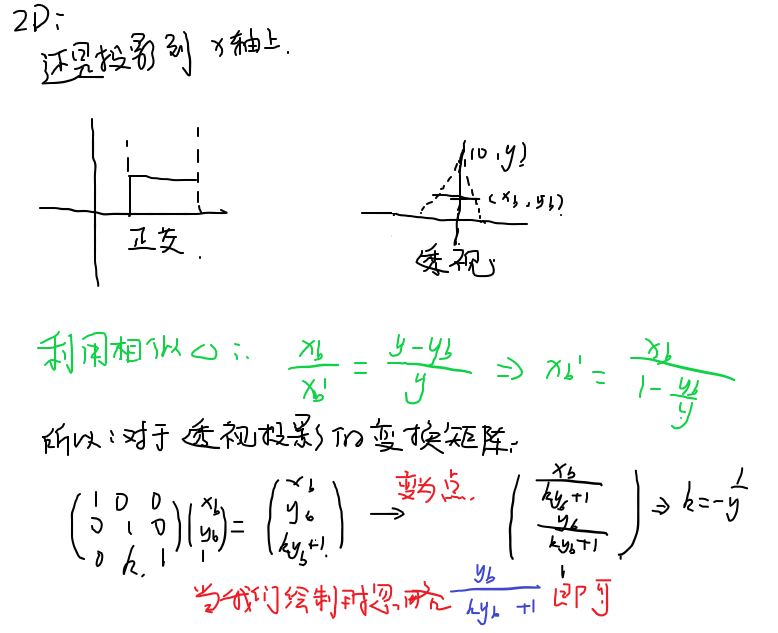 2D:
还是投影到 x轴上.
(0, y)
(x_b, y_b)
正交.
透视
利用相似△: x_b / x_b' = (y - y_b) / y ⇒ x_b' = x_b / (1 - y_b/y)
所以: 对于透视投影的变换矩阵:
(1 0 0; 0 1 0; 0 k 1)(x_b; y_b; 1) = (x_b; y_b; ky_b+1) → 变为点. (x_b/(ky_b+1); y_b/(ky_b+1); 1) ⇒ k = -1/y
当我们绘制时忽略 y_b/(ky_b+1) 即可